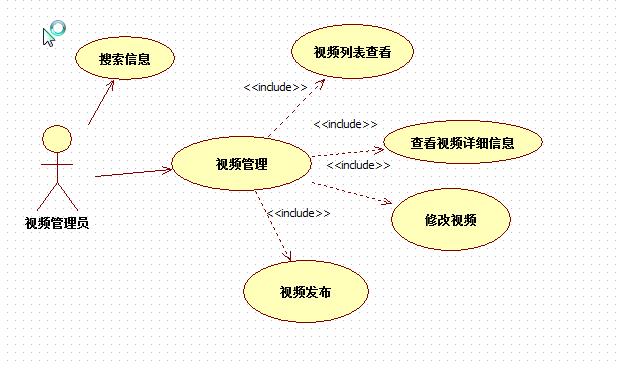 搜索信息
视频列表查看
<<include>>
<<include>>
查看视频详细信息
视频管理
<<include>>
视频管理员
<<include>>
修改视频
视频发布